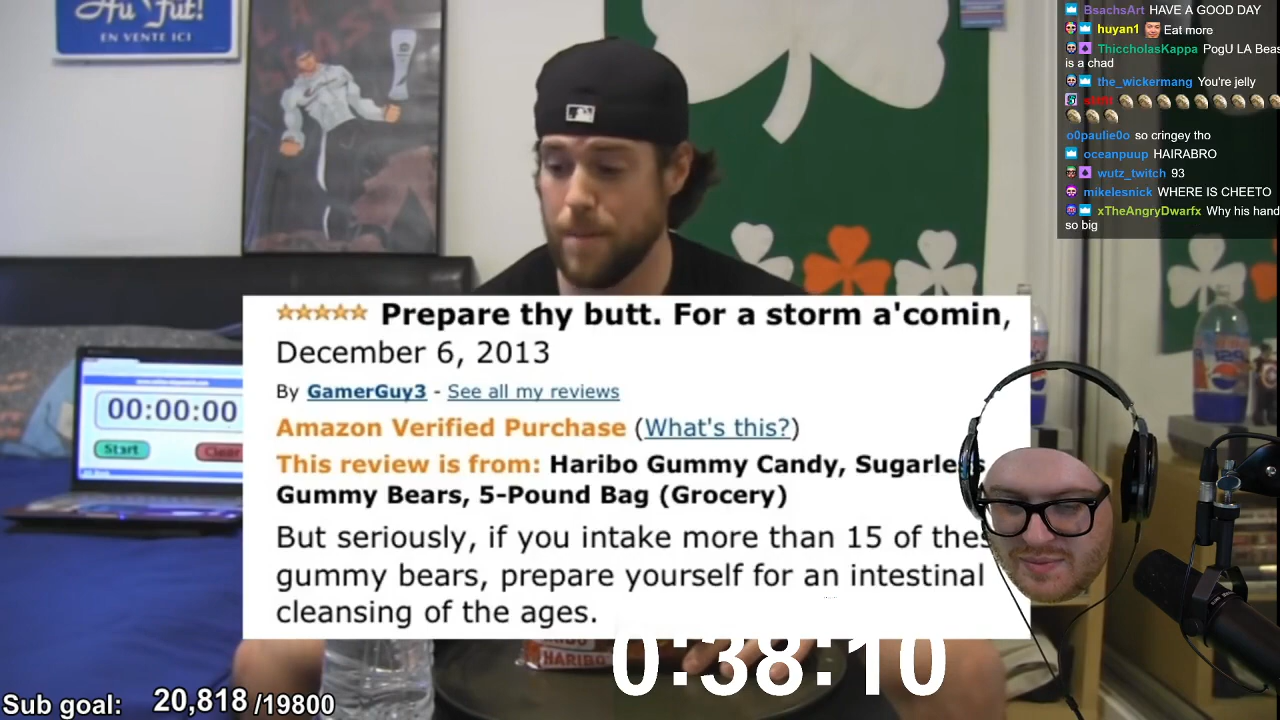 Au jut!
EN VENTE ICI
BsachsArt HAVE A GOOD DAY
huyan1 Eat more
ThiccholasKappa PogU LA Beas
is a chad
the_wickermang You're jelly
o0paulie0o so cringey tho
oceanpuup HAIRABRO
wutz_twitch 93
mikelesnick WHERE IS CHEETO
xTheAngryDwarfx Why his hand
so big
Prepare thy butt. For a storm a'comin,
December 6, 2013
By GamerGuy3 - See all my reviews
Amazon Verified Purchase (What's this?)
This review is from: Haribo Gummy Candy, Sugarless
Gummy Bears, 5-Pound Bag (Grocery)
But seriously, if you intake more than 15 of thes
gummy bears, prepare yourself for an intestinal
cleansing of the ages.
00:00:00
Start
Clear
HARIBO
0:38:10
Sub goal: 20,818 /19800